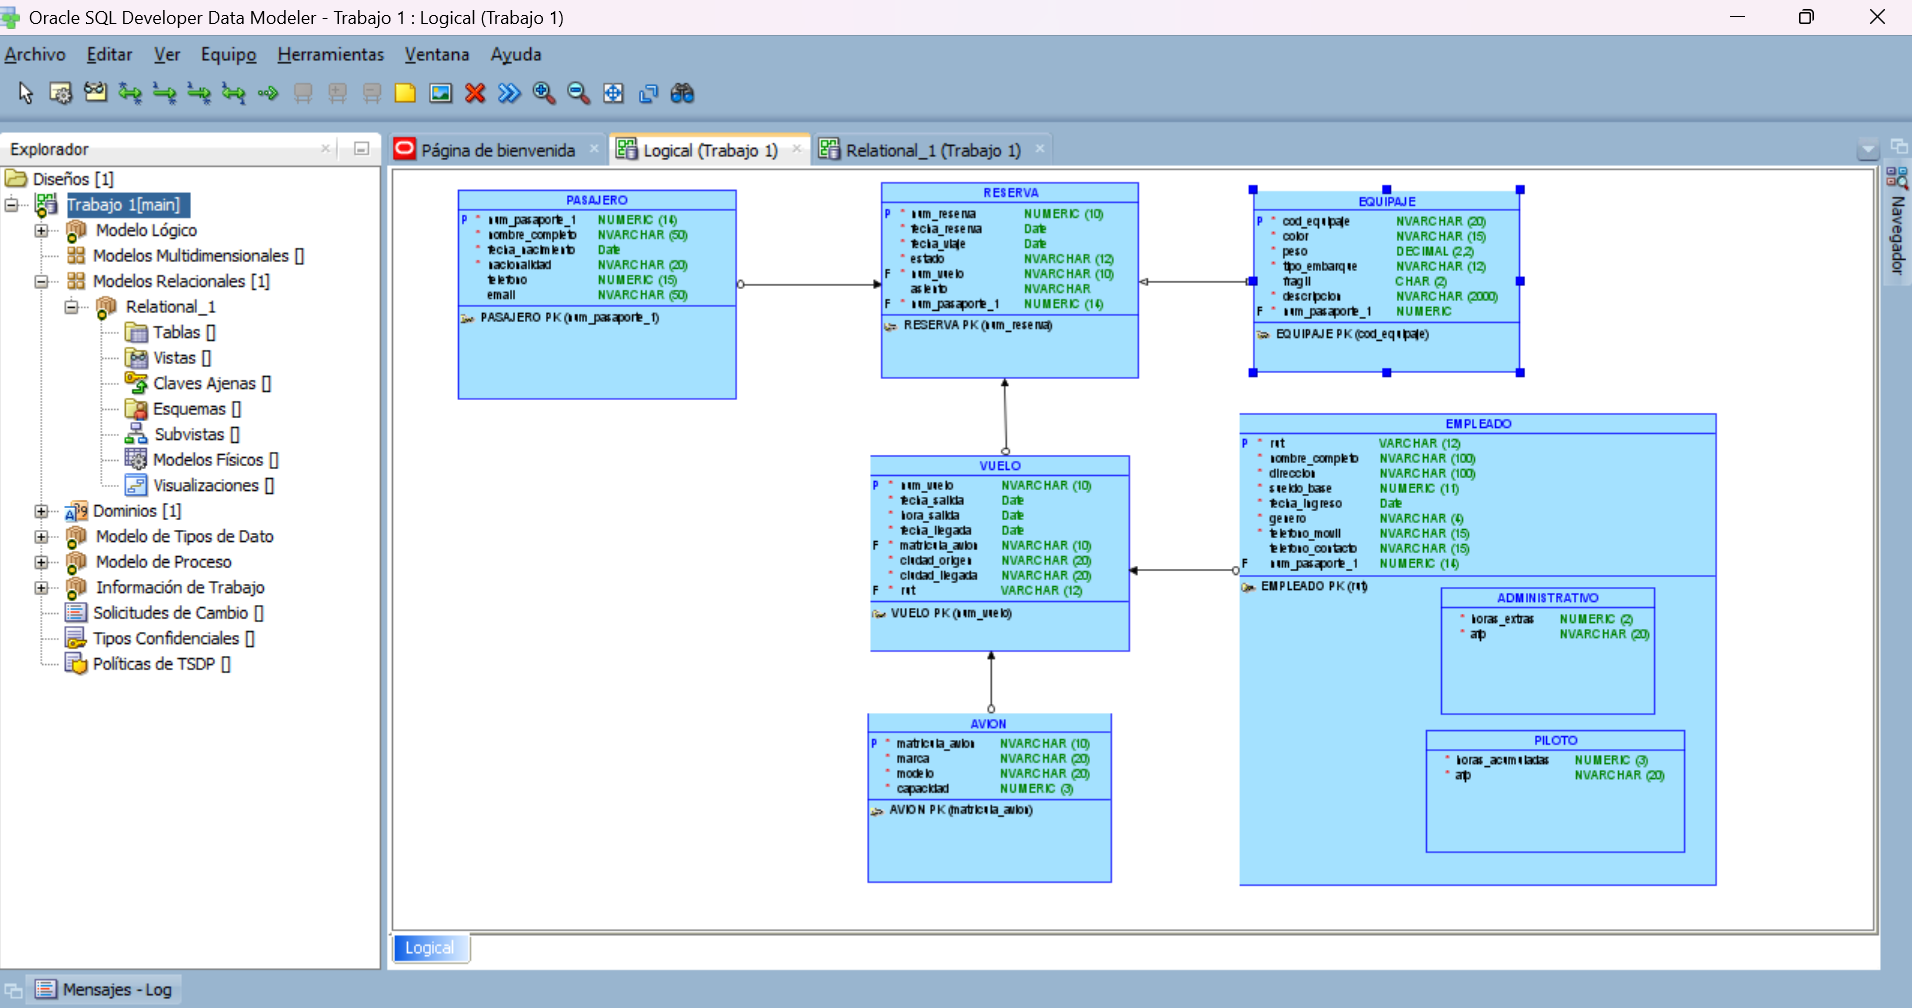 Oracle SQL Developer Data Modeler - Trabajo 1 : Logical (Trabajo 1)
Archivo Editar Ver Equipo Herramientas Ventana Ayuda
Explorador
Diseños [1]
Trabajo 1[main]
Modelo Lógico
Modelos Multidimensionales []
Modelos Relacionales [1]
Relational_1
Tablas []
Vistas []
Claves Ajenas []
Esquemas []
Subvistas []
Modelos Físicos []
Visualizaciones []
Dominios [1]
Modelo de Tipos de Dato
Modelo de Proceso
Información de Trabajo
Solicitudes de Cambio []
Tipos Confidenciales []
Políticas de TSDP []
Página de bienvenida
Logical (Trabajo 1)
Relational_1 (Trabajo 1)
PASAJERO
P * num_pasaporte_1 NUMERIC (14)
* nombre_completo NVARCHAR (50)
* fecha_nacimiento Date
* nacionalidad NVARCHAR (20)
telefono NUMERIC (15)
email NVARCHAR (50)
PASAJERO PK (num_pasaporte_1)
RESERVA
P * num_reserva NUMERIC (10)
* fecha_reserva Date
* fecha_viaje Date
* estado NVARCHAR (12)
F * num_vuelo NVARCHAR (10)
asiento NVARCHAR
F * num_pasaporte_1 NUMERIC (14)
RESERVA PK (num_reserva)
EQUIPAJE
P * cod_equipaje NVARCHAR (20)
* color NVARCHAR (15)
* peso DECIMAL (2,2)
* tipo_embarque NVARCHAR (12)
* fragil CHAR (2)
* descripcion NVARCHAR (2000)
F * num_pasaporte_1 NUMERIC
EQUIPAJE PK (cod_equipaje)
VUELO
P * num_vuelo NVARCHAR (10)
* fecha_salida Date
* hora_salida Date
* fecha_llegada Date
F * matricula_avion NVARCHAR (10)
* ciudad_origen NVARCHAR (20)
* ciudad_llegada NVARCHAR (20)
F * rut VARCHAR (12)
VUELO PK (num_vuelo)
EMPLEADO
P * rut VARCHAR (12)
* nombre_completo NVARCHAR (100)
* direccion NVARCHAR (100)
* sueldo_base NUMERIC (11)
* fecha_ingreso Date
* genero NVARCHAR (4)
* telefono_movil NVARCHAR (15)
telefono_contacto NVARCHAR (15)
F num_pasaporte_1 NUMERIC (14)
EMPLEADO PK (rut)
ADMINISTRATIVO
* horas_extras NUMERIC (2)
* afp NVARCHAR (20)
PILOTO
* horas_acumuladas NUMERIC (3)
* afp NVARCHAR (20)
AVION
P * matricula_avion NVARCHAR (10)
* marca NVARCHAR (20)
* modelo NVARCHAR (20)
* capacidad NUMERIC (3)
AVION PK (matricula_avion)
Navegador
Logical
Mensajes - Log